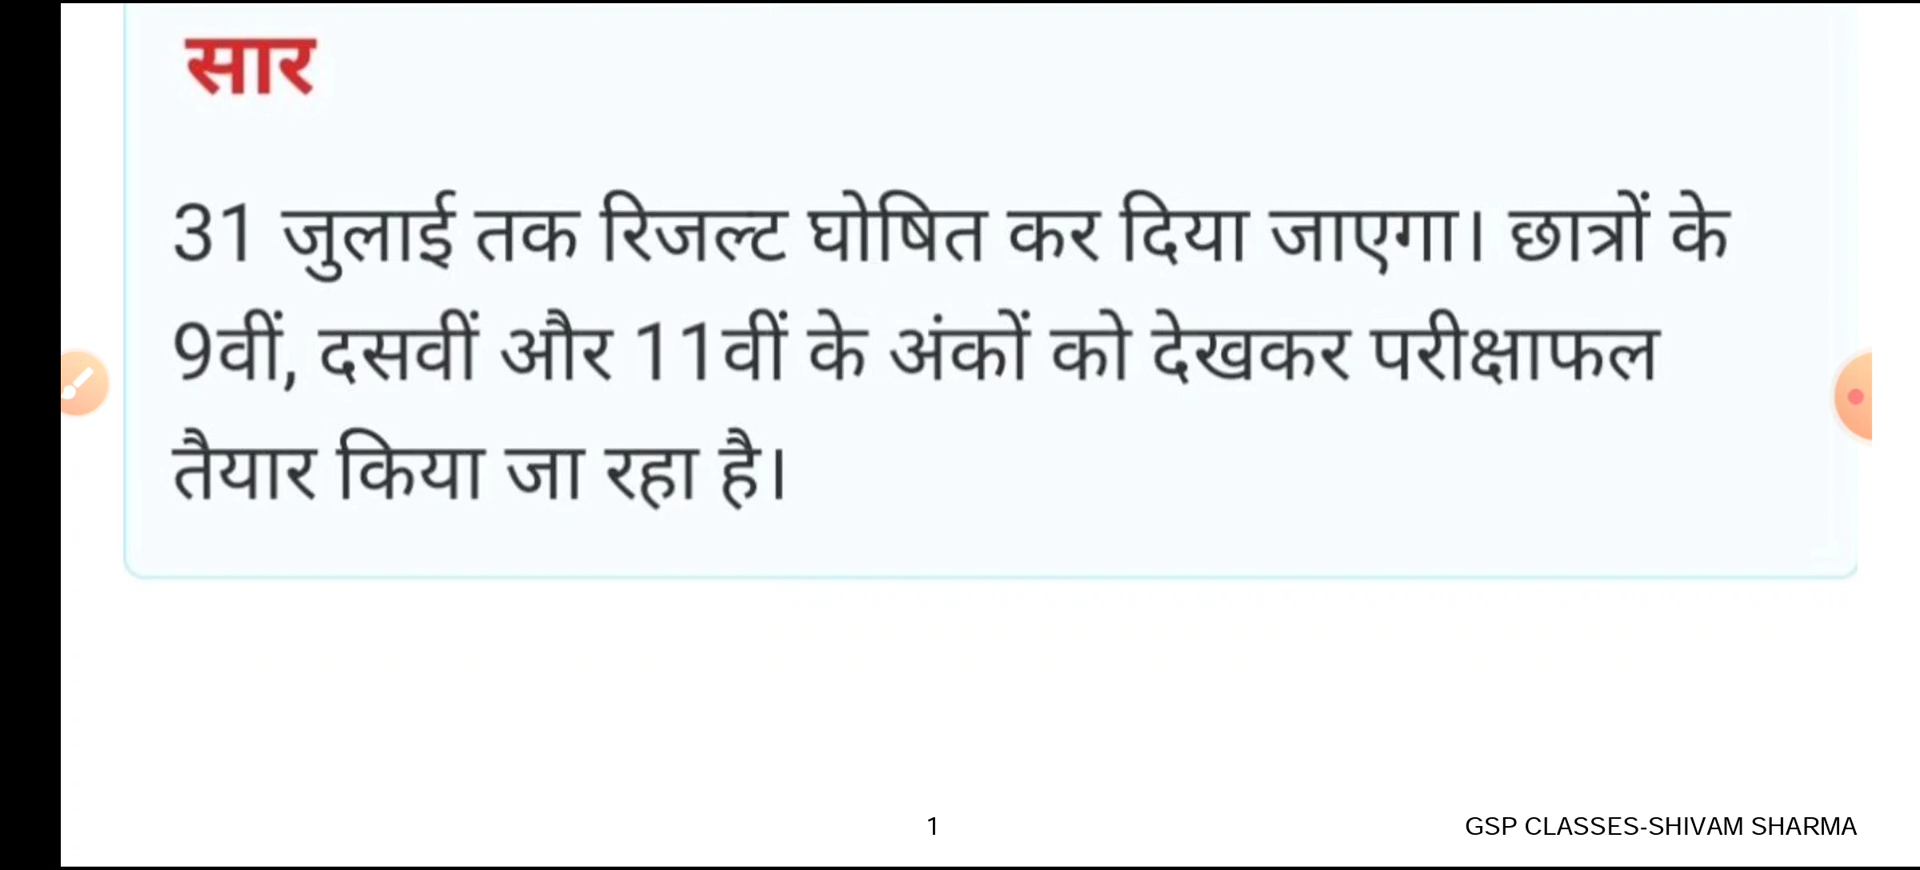 सार
31 जुलाई तक रिजल्ट घोषित कर दिया जाएगा। छात्रों के
9वीं, दसवीं और 11वीं के अंकों को देखकर परीक्षाफल
तैयार किया जा रहा है।
1
GSP CLASSES-SHIVAM SHARMA